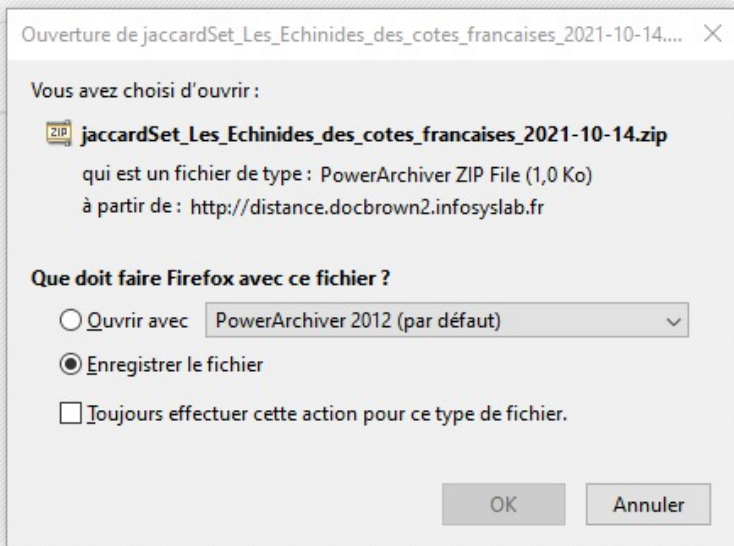 Ouverture de jaccardSet_Les_Echinides_des_cotes_francaises_2021-10-14....
Vous avez choisi d'ouvrir :
ZIP jaccardSet_Les_Echinides_des_cotes_francaises_2021-10-14.zip
qui est un fichier de type : PowerArchiver ZIP File (1,0 Ko)
à partir de : http://distance.docbrown2.infosyslab.fr
Que doit faire Firefox avec ce fichier ?
Ouvrir avec PowerArchiver 2012 (par défaut)
Enregistrer le fichier
Toujours effectuer cette action pour ce type de fichier.
OK Annuler